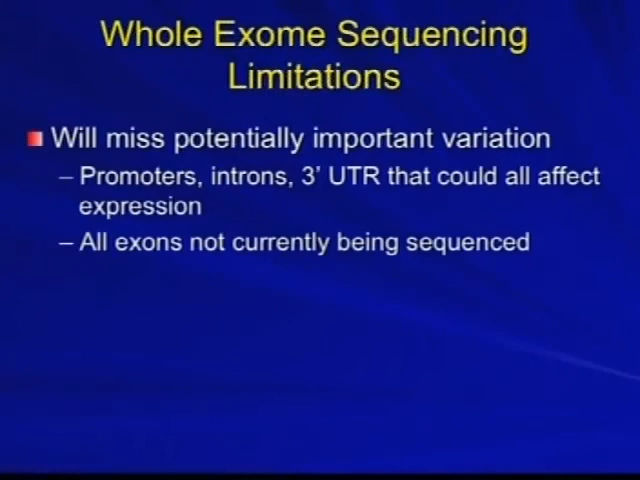 Whole Exome Sequencing
Limitations
Will miss potentially important variation
– Promoters, introns, 3' UTR that could all affect
expression
– All exons not currently being sequenced